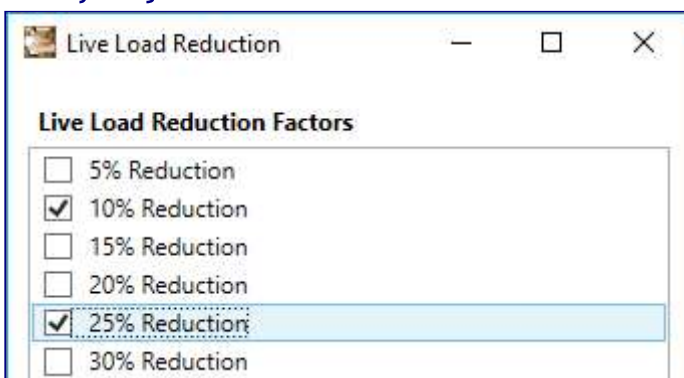 Live Load Reduction
Live Load Reduction Factors
5% Reduction
10% Reduction
15% Reduction
20% Reduction
25% Reduction
30% Reduction